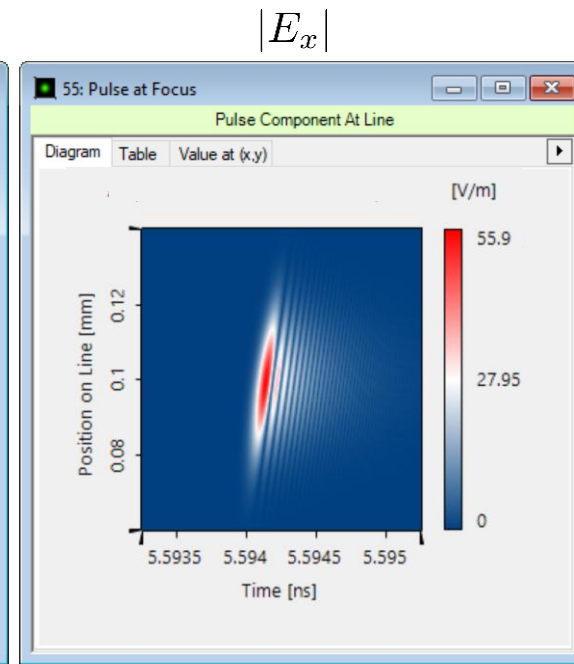 |E_x|
55: Pulse at Focus
Pulse Component At Line
Diagram Table Value at (x,y)
[V/m]
55.9
27.95
0
Position on Line [mm]
0.12
0.1
0.08
5.5935 5.594 5.5945 5.595
Time [ns]